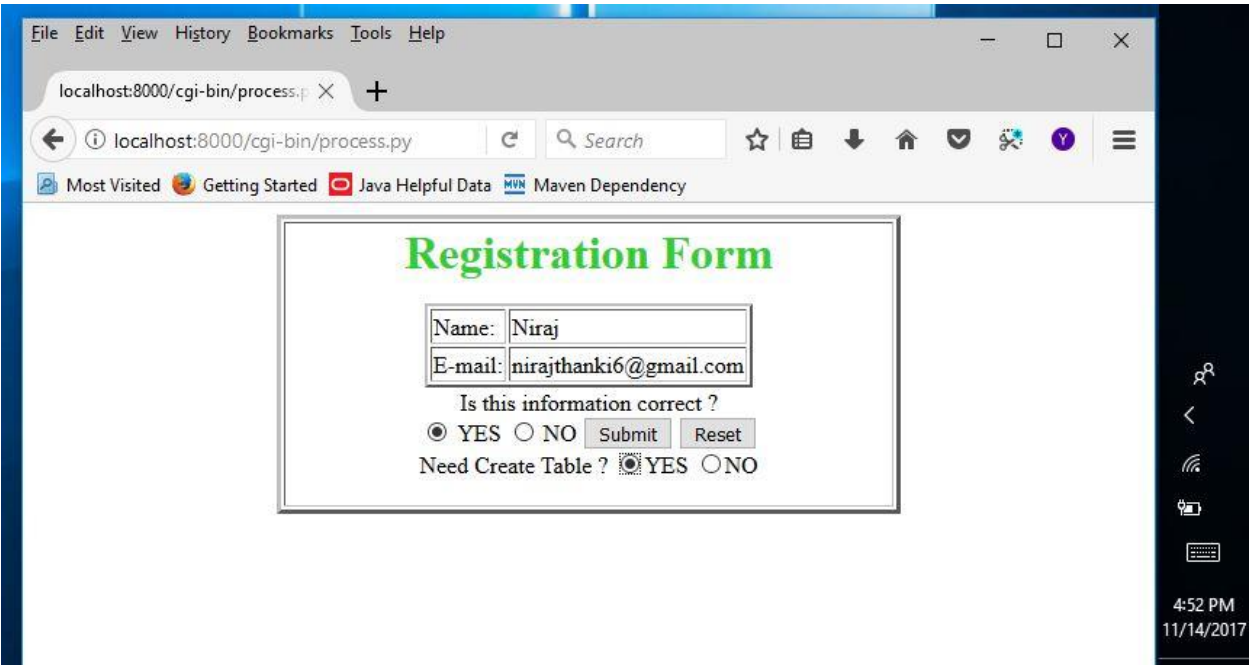 File Edit View History Bookmarks Tools Help
localhost:8000/cgi-bin/process.p
localhost:8000/cgi-bin/process.py Search Y
Most Visited Getting Started Java Helpful Data MVN Maven Dependency
Registration Form
Name: Niraj
E-mail: nirajthanki6@gmail.com
Is this information correct ?
YES NO Submit Reset
Need Create Table ? YES NO
4:52 PM
11/14/2017